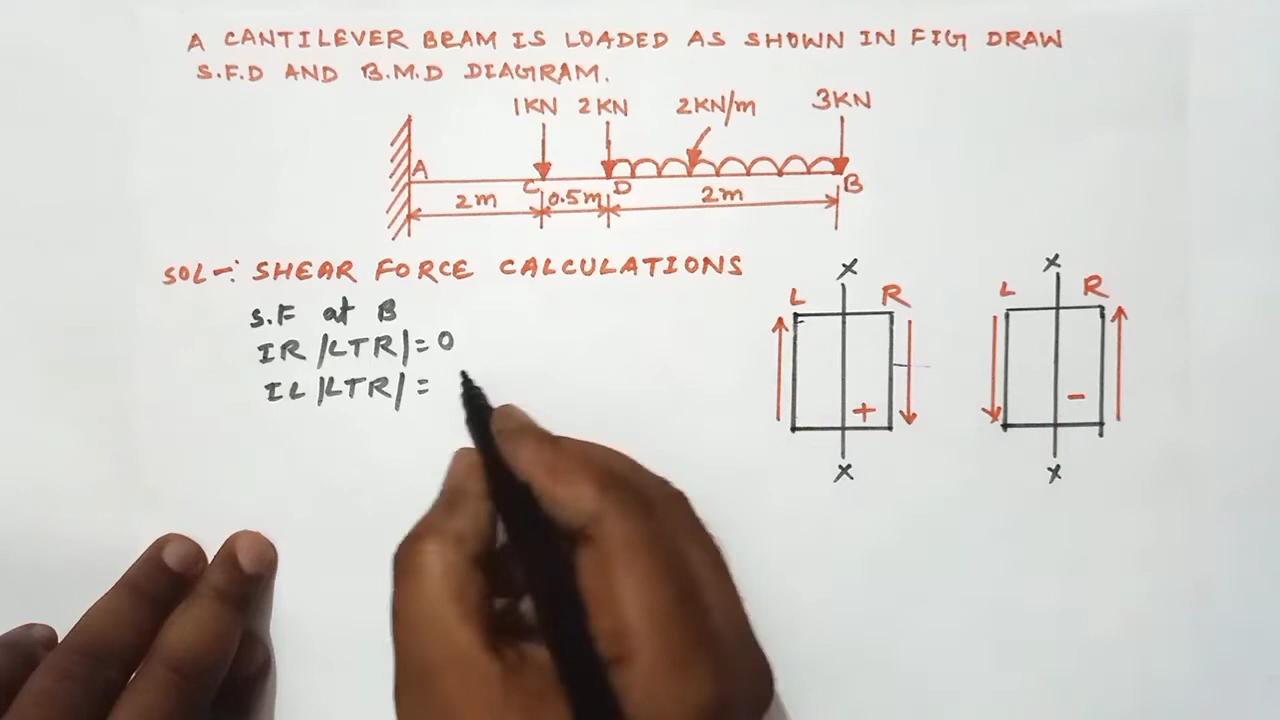 A CANTILEVER BEAM IS LOADED AS SHOWN IN FIG DRAW
S.F.D AND B.M.D DIAGRAM.
1KN 2KN 2KN/m 3KN
A C D B
2m 0.5m 2m
SOL-: SHEAR FORCE CALCULATIONS
S.F at B
IR |LTR| = 0
IL |LTR| =
X X
L R L R
+ -
X X